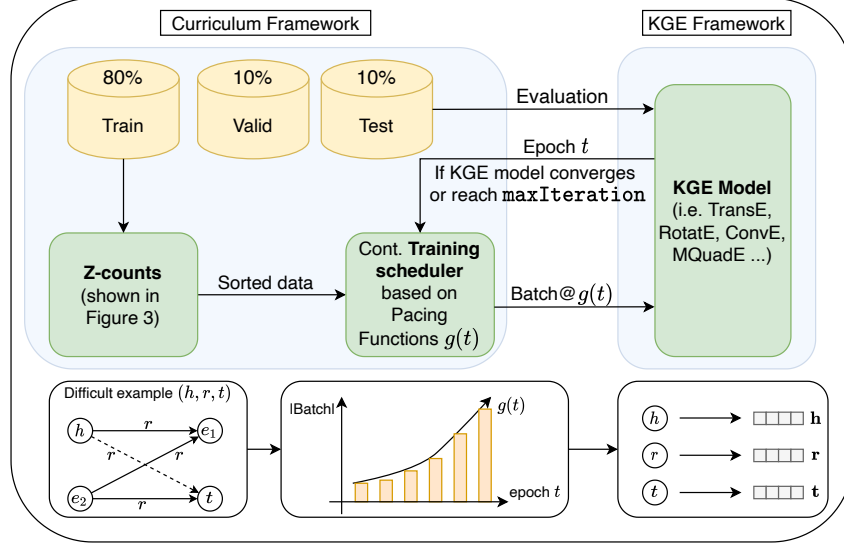 Curriculum Framework
KGE Framework
80%
Train
10%
Valid
10%
Test
Evaluation
Epoch t
If KGE model converges
or reach maxIteration
KGE Model
(i.e. TransE,
RotatE, ConvE,
MQuadE ...)
Z-counts
(shown in
Figure 3)
Sorted data
Cont. Training
scheduler
based on
Pacing
Functions g(t)
Batch@g(t)
Difficult example (h, r, t)
h
r
e₁
r
r
e₂
r
t
|Batch|
g(t)
epoch t
h
h
r
r
t
t